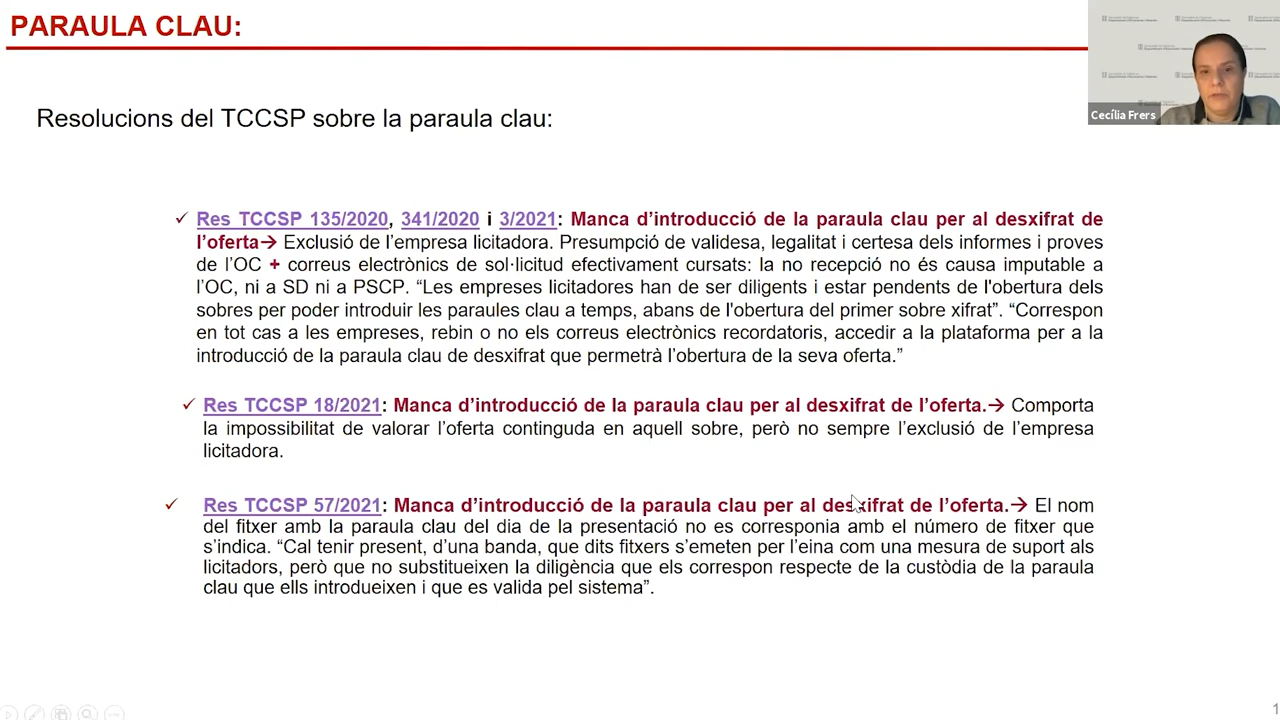 PARAULA CLAU:
Cecília Frers
Resolucions del TCCSP sobre la paraula clau:
✓ Res TCCSP 135/2020, 341/2020 i 3/2021: Manca d’introducció de la paraula clau per al desxifrat de
l’oferta→ Exclusió de l’empresa licitadora. Presumpció de validesa, legalitat i certesa dels informes i proves
de l’OC + correus electrònics de sol·licitud efectivament cursats: la no recepció no és causa imputable a
l’OC, ni a SD ni a PSCP. “Les empreses licitadores han de ser diligents i estar pendents de l'obertura dels
sobres per poder introduir les paraules clau a temps, abans de l'obertura del primer sobre xifrat”. “Correspon
en tot cas a les empreses, rebin o no els correus electrònics recordatoris, accedir a la plataforma per a la
introducció de la paraula clau de desxifrat que permetrà l’obertura de la seva oferta.”
✓ Res TCCSP 18/2021: Manca d’introducció de la paraula clau per al desxifrat de l’oferta.→ Comporta
la impossibilitat de valorar l’oferta continguda en aquell sobre, però no sempre l’exclusió de l’empresa
licitadora.
✓ Res TCCSP 57/2021: Manca d’introducció de la paraula clau per al desxifrat de l’oferta.→ El nom
del fitxer amb la paraula clau del dia de la presentació no es corresponia amb el número de fitxer que
s’indica. “Cal tenir present, d’una banda, que dits fitxers s’emeten per l’eina com una mesura de suport als
licitadors, però que no substitueixen la diligència que els correspon respecte de la custòdia de la paraula
clau que ells introdueixen i que es valida pel sistema”.
1